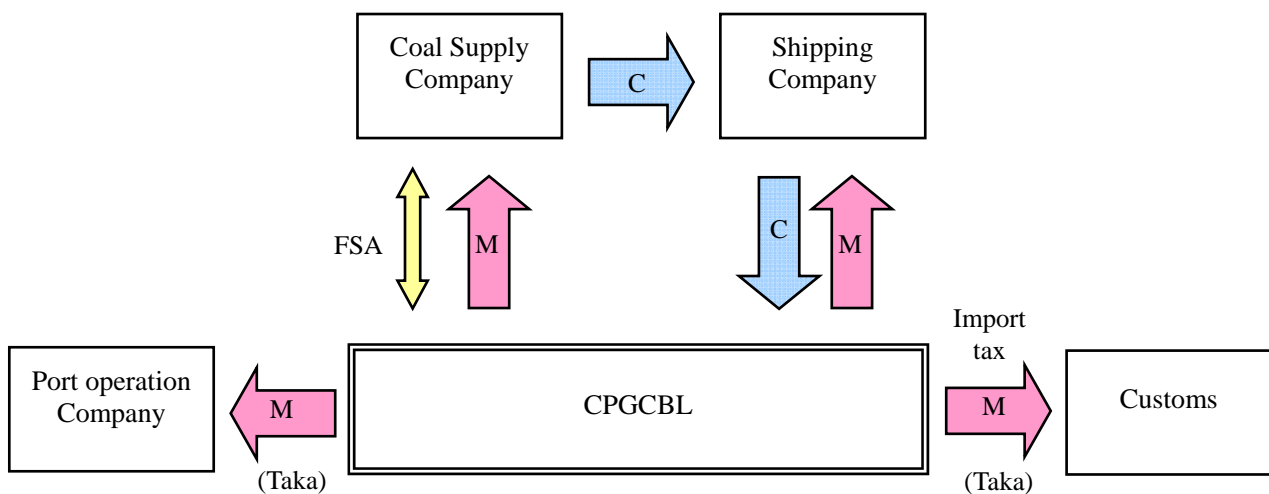 Coal Supply
Company
C
Shipping
Company
FSA
M
C
M
Import
tax
Port operation
Company
M
(Taka)
CPGCBL
M
(Taka)
Customs